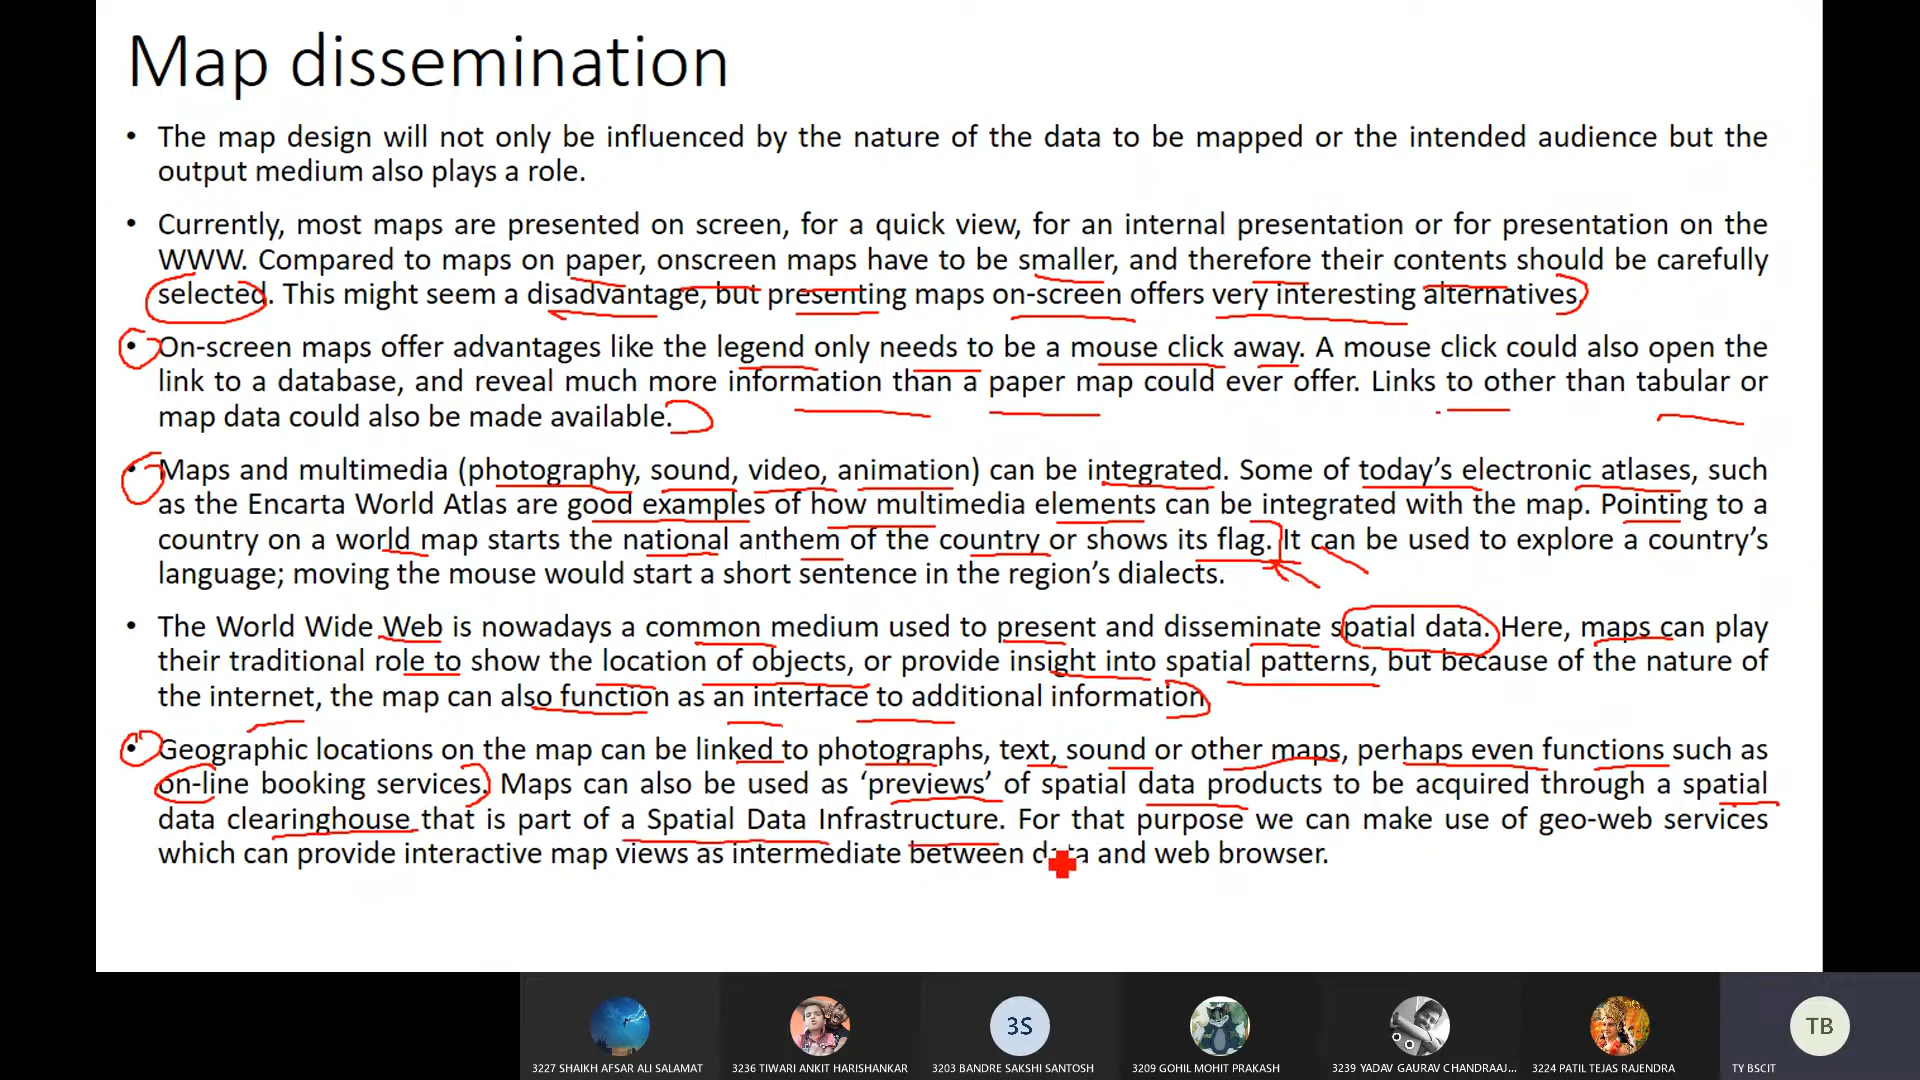 Map dissemination
• The map design will not only be influenced by the nature of the data to be mapped or the intended audience but the
output medium also plays a role.
• Currently, most maps are presented on screen, for a quick view, for an internal presentation or for presentation on the
WWW. Compared to maps on paper, onscreen maps have to be smaller, and therefore their contents should be carefully
selected. This might seem a disadvantage, but presenting maps on-screen offers very interesting alternatives.
• On-screen maps offer advantages like the legend only needs to be a mouse click away. A mouse click could also open the
link to a database, and reveal much more information than a paper map could ever offer. Links to other than tabular or
map data could also be made available.
• Maps and multimedia (photography, sound, video, animation) can be integrated. Some of today’s electronic atlases, such
as the Encarta World Atlas are good examples of how multimedia elements can be integrated with the map. Pointing to a
country on a world map starts the national anthem of the country or shows its flag. It can be used to explore a country’s
language; moving the mouse would start a short sentence in the region’s dialects.
• The World Wide Web is nowadays a common medium used to present and disseminate spatial data. Here, maps can play
their traditional role to show the location of objects, or provide insight into spatial patterns, but because of the nature of
the internet, the map can also function as an interface to additional information.
• Geographic locations on the map can be linked to photographs, text, sound or other maps, perhaps even functions such as
on-line booking services. Maps can also be used as ‘previews’ of spatial data products to be acquired through a spatial
data clearinghouse that is part of a Spatial Data Infrastructure. For that purpose we can make use of geo-web services
which can provide interactive map views as intermediate between data and web browser.
3S
TB
3227 SHAIKH AFSAR ALI SALAMAT
3236 TIWARI ANKIT HARISHANKAR
3203 BANDRE SAKSHI SANTOSH
3209 GOHIL MOHIT PRAKASH
3239 YADAV GAURAV CHANDRAAJ...
3224 PATIL TEJAS RAJENDRA
TY BSCIT